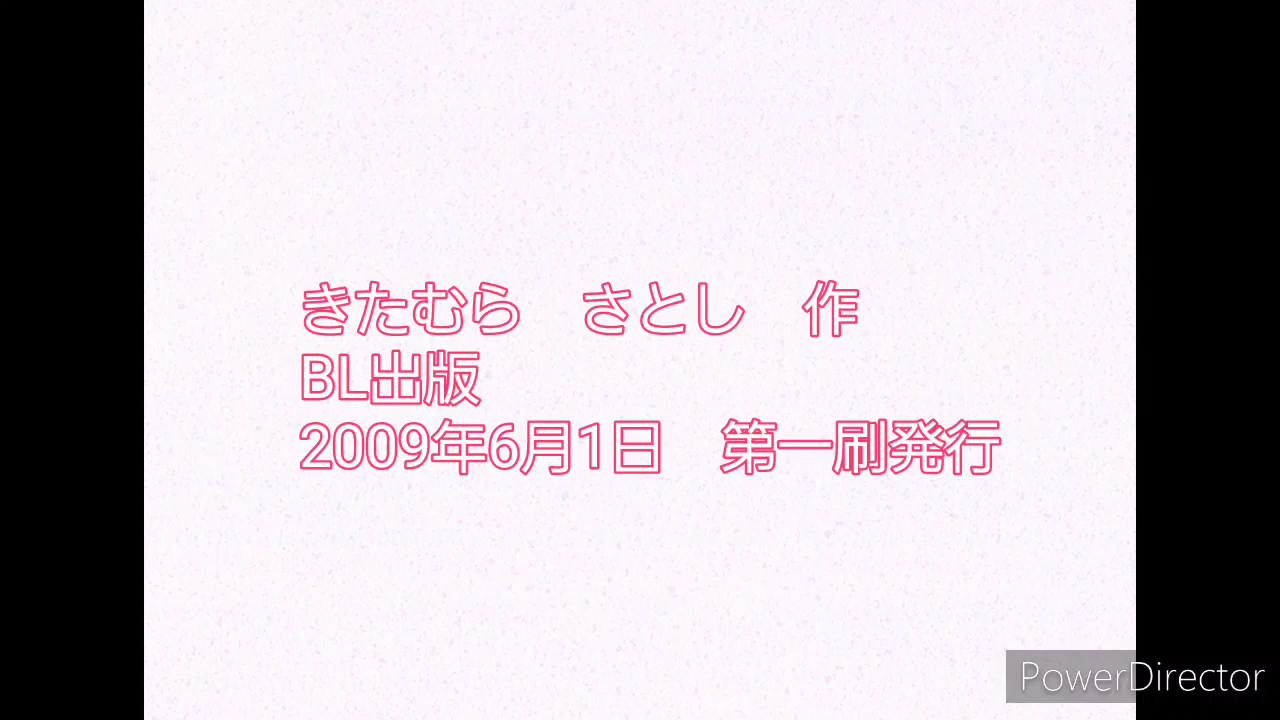 きたむら　さとし　作
BL出版
2009年6月1日　第一刷発行
PowerDirector